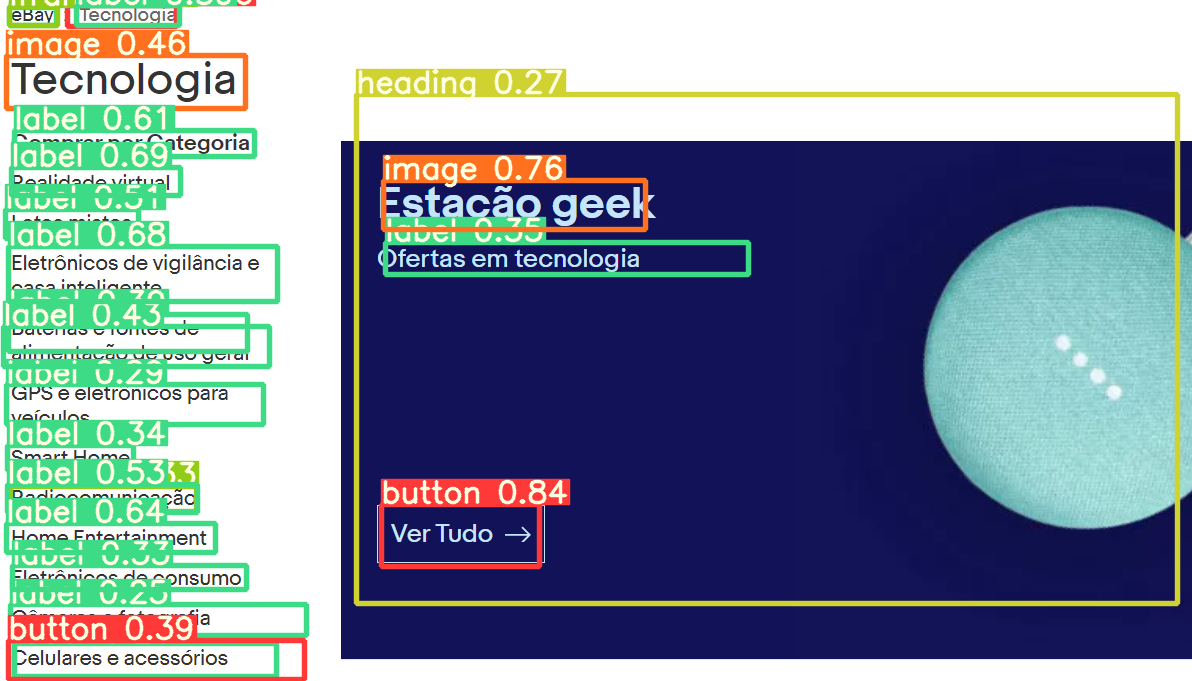 eBay
Tecnologia
image 0.46
Tecnologia
label 0.61
Comprar por Categoria
label 0.69
Realidade virtual
label 0.51
Lotes mistos
label 0.68
Eletrônicos de vigilância e
casa inteligente
label 0.43
Baterias e fontes de
alimentação de uso geral
label 0.29
GPS e eletrônicos para
veículos
label 0.34
Smart Home
label 0.53
Radiocomunicação
label 0.64
Home Entertainment
label 0.33
Eletrônicos de consumo
label 0.25
Câmeras e fotografia
button 0.39
Celulares e acessórios
heading 0.27
image 0.76
Estação geek
label 0.35
Ofertas em tecnologia
button 0.84
Ver Tudo →